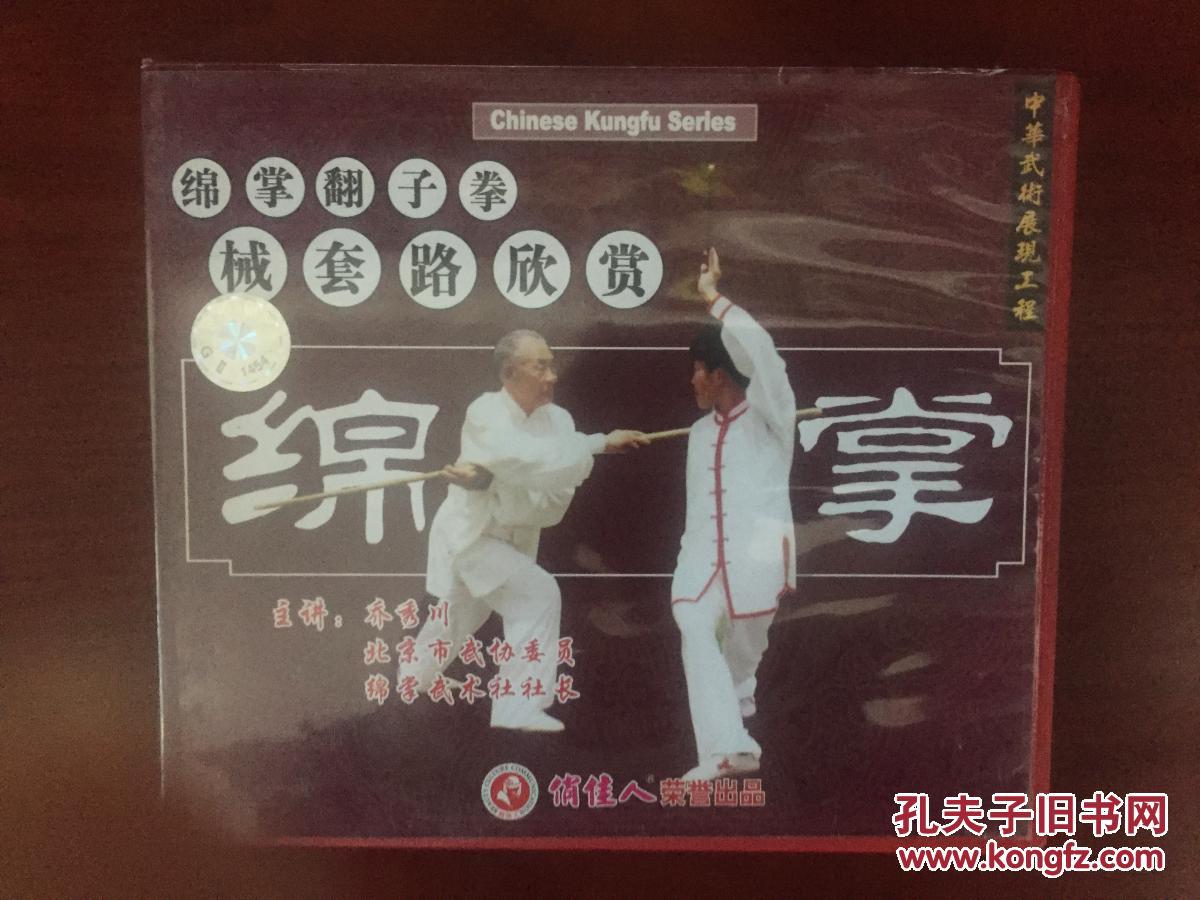 Chinese Kungfu Series
中華武術展現工程
绵掌翻子拳
械套路欣赏
GⅡ 1454
绵掌
主讲：乔秀川
北京市武协委员
绵掌武术社社长
俏佳人®荣誉出品
孔夫子旧书网
www.kongfz.com